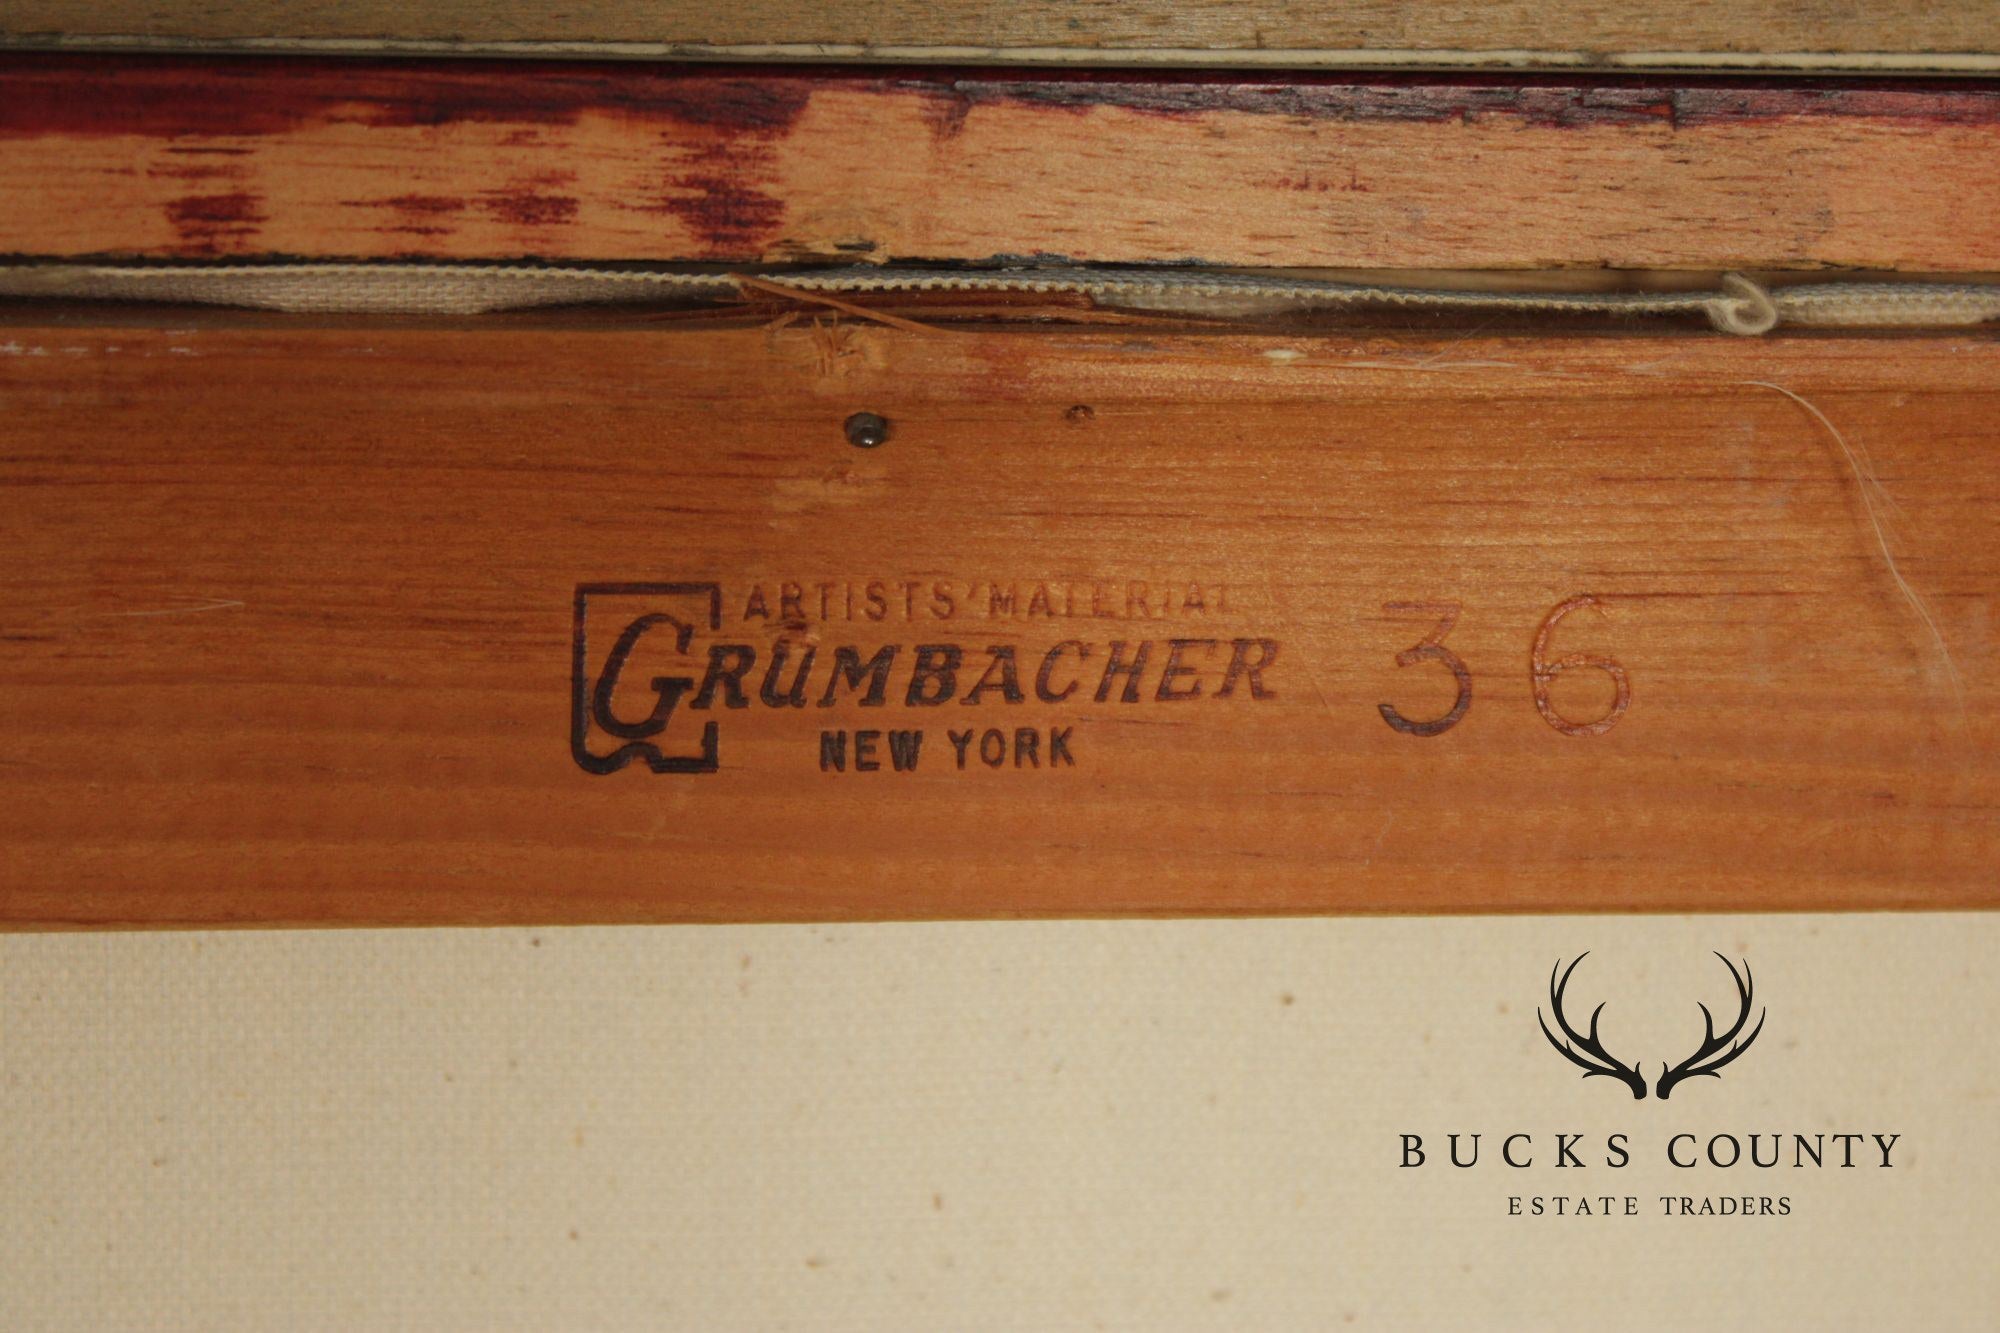 ARTISTS' MATERIAL
GRUMBACHER
NEW YORK
36
BUCKS COUNTY
ESTATE TRADERS